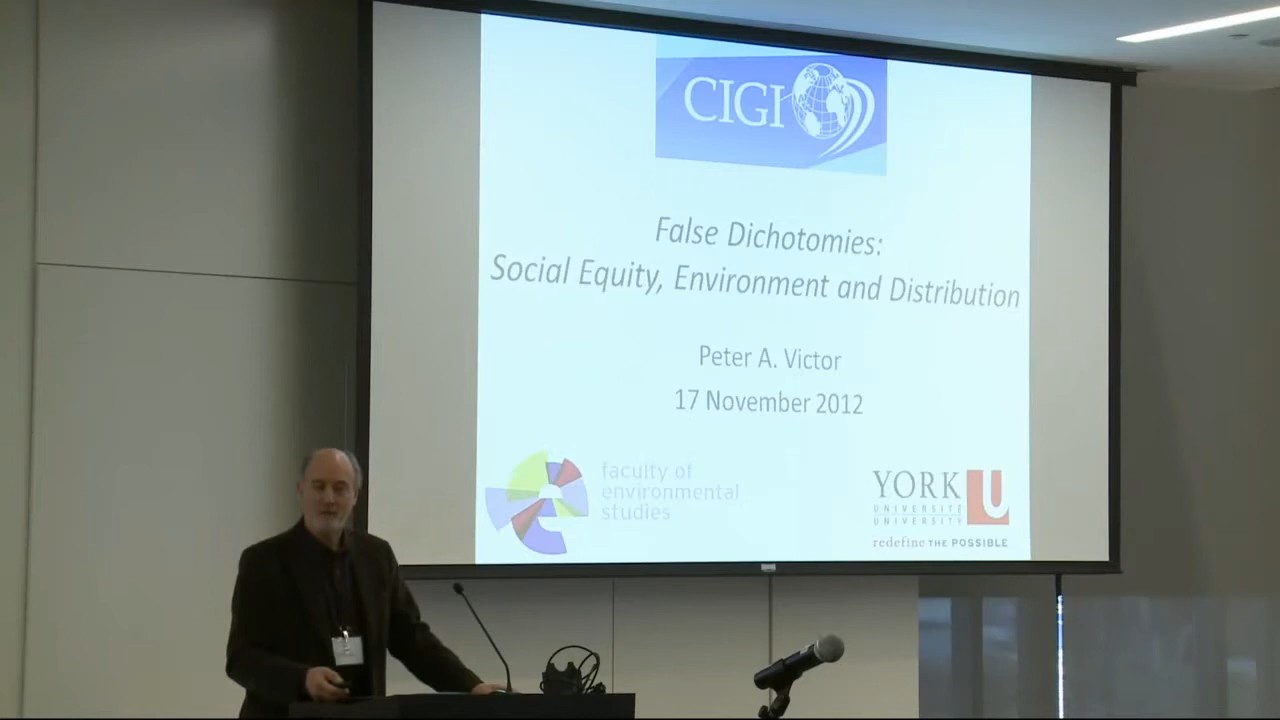 CIGI
False Dichotomies:
Social Equity, Environment and Distribution
Peter A. Victor
17 November 2012
faculty of
environmental
studies
YORK U
UNIVERSITÉ
UNIVERSITY
redefine THE POSSIBLE